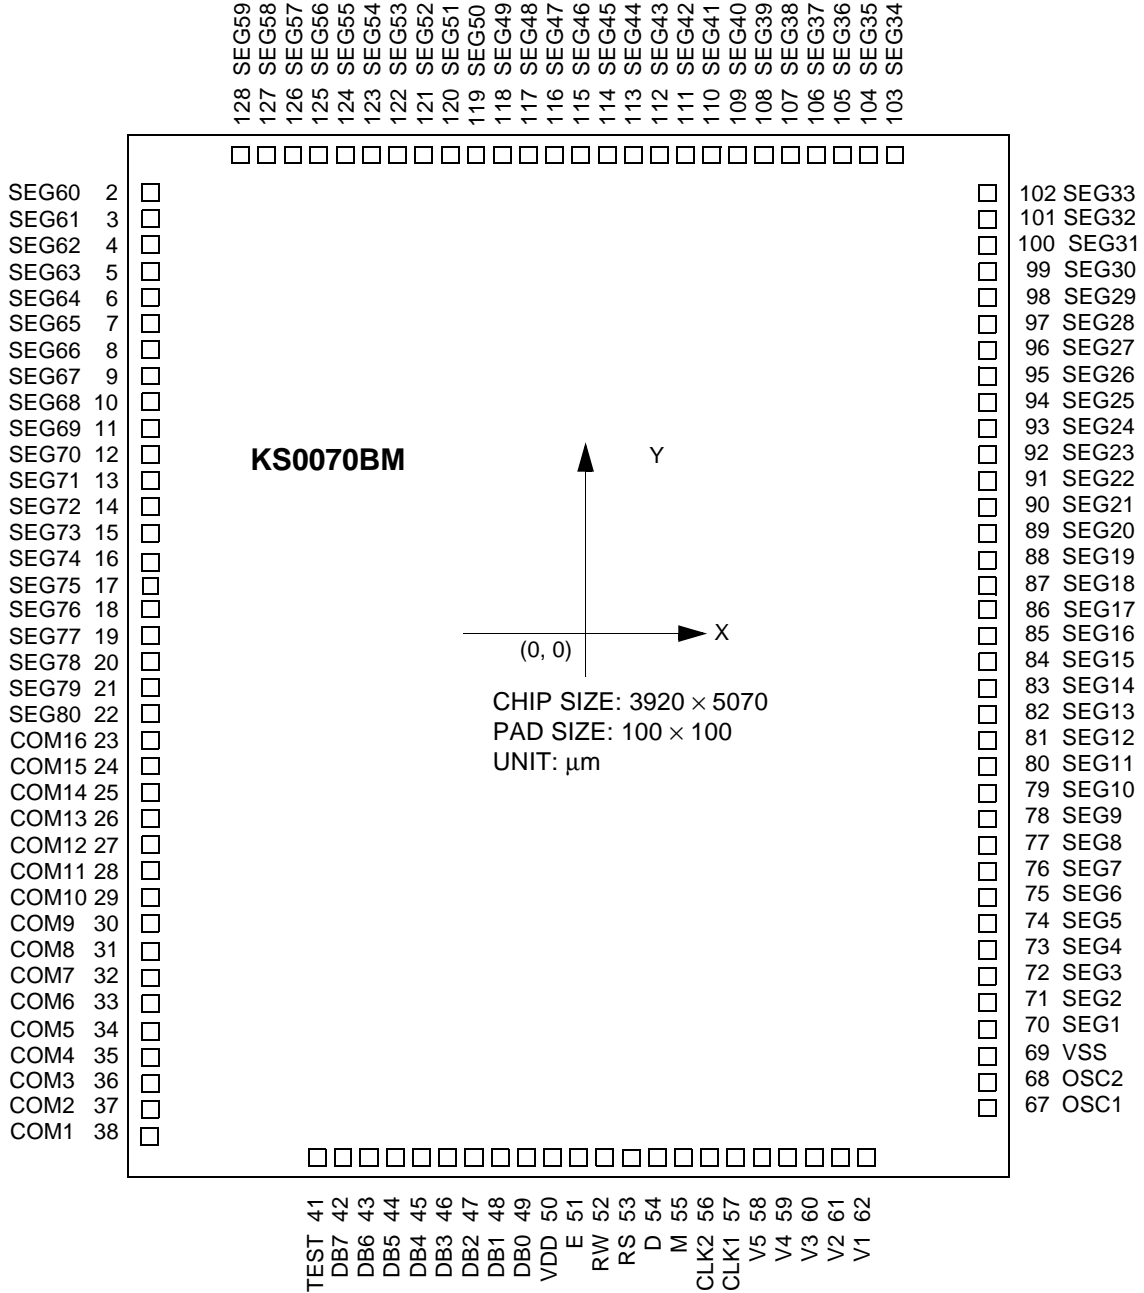 128 SEG59
127 SEG58
126 SEG57
125 SEG56
124 SEG55
123 SEG54
122 SEG53
121 SEG52
120 SEG51
119 SEG50
118 SEG49
117 SEG48
116 SEG47
115 SEG46
114 SEG45
113 SEG44
112 SEG43
111 SEG42
110 SEG41
109 SEG40
108 SEG39
107 SEG38
106 SEG37
105 SEG36
104 SEG35
103 SEG34
SEG60 2
SEG61 3
SEG62 4
SEG63 5
SEG64 6
SEG65 7
SEG66 8
SEG67 9
SEG68 10
SEG69 11
SEG70 12
SEG71 13
SEG72 14
SEG73 15
SEG74 16
SEG75 17
SEG76 18
SEG77 19
SEG78 20
SEG79 21
SEG80 22
COM16 23
COM15 24
COM14 25
COM13 26
COM12 27
COM11 28
COM10 29
COM9 30
COM8 31
COM7 32
COM6 33
COM5 34
COM4 35
COM3 36
COM2 37
COM1 38
KS0070BM
Y
X
(0, 0)
CHIP SIZE: 3920 × 5070
PAD SIZE: 100 × 100
UNIT: μm
102 SEG33
101 SEG32
100 SEG31
99 SEG30
98 SEG29
97 SEG28
96 SEG27
95 SEG26
94 SEG25
93 SEG24
92 SEG23
91 SEG22
90 SEG21
89 SEG20
88 SEG19
87 SEG18
86 SEG17
85 SEG16
84 SEG15
83 SEG14
82 SEG13
81 SEG12
80 SEG11
79 SEG10
78 SEG9
77 SEG8
76 SEG7
75 SEG6
74 SEG5
73 SEG4
72 SEG3
71 SEG2
70 SEG1
69 VSS
68 OSC2
67 OSC1
TEST 41
DB7 42
DB6 43
DB5 44
DB4 45
DB3 46
DB2 47
DB1 48
DB0 49
VDD 50
E 51
RW 52
RS 53
D 54
M 55
CLK2 56
CLK1 57
V5 58
V4 59
V3 60
V2 61
V1 62